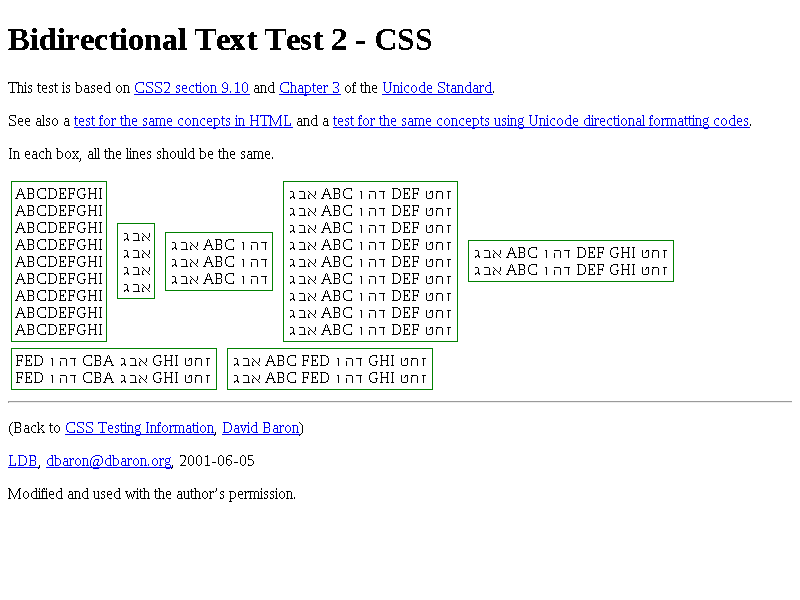 Bidirectional Text Test 2 - CSS
This test is based on CSS2 section 9.10 and Chapter 3 of the Unicode Standard.
See also a test for the same concepts in HTML and a test for the same concepts using Unicode directional formatting codes.
In each box, all the lines should be the same.
ABCDEFGHI
ABCDEFGHI
ABCDEFGHI
ABCDEFGHI
ABCDEFGHI
ABCDEFGHI
ABCDEFGHI
ABCDEFGHI
ABCDEFGHI
אבג
אבג
אבג
אבג
אבג ABC דהו
אבג ABC דהו
אבג ABC דהו
אבג ABC דהו DEF זחט
אבג ABC דהו DEF זחט
אבג ABC דהו DEF זחט
אבג ABC דהו DEF זחט
אבג ABC דהו DEF זחט
אבג ABC דהו DEF זחט
אבג ABC דהו DEF זחט
אבג ABC דהו DEF זחט
אבג ABC דהו DEF זחט
אבג ABC דהו DEF GHI זחט
אבג ABC דהו DEF GHI זחט
FED דהו CBA אבג GHI זחט
FED דהו CBA אבג GHI זחט
אבג ABC FED דהו GHI זחט
אבג ABC FED דהו GHI זחט
(Back to CSS Testing Information, David Baron)
LDB, dbaron@dbaron.org, 2001-06-05
Modified and used with the author's permission.